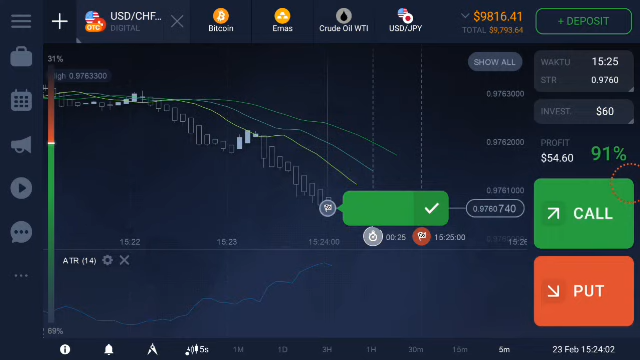 USD/CHF...
OTC
DIGITAL
Bitcoin
Emas
Crude Oil WTI
USD/JPY
$9816.41
TOTAL $9,793.64
+ DEPOSIT
31%
High 0.9763300
SHOW ALL
0.9763000
0.9762000
0.9761000
0.9760740
WAKTU 15:25
STR 0.9760
INVEST $60
PROFIT
$54.60
91%
CALL
PUT
00:25
15:25:00
15:22
15:23
15:24:00
15:26
ATR
69%
5s
1M
1D
3H
1H
30m
15m
5m
23 Feb 15:24:02